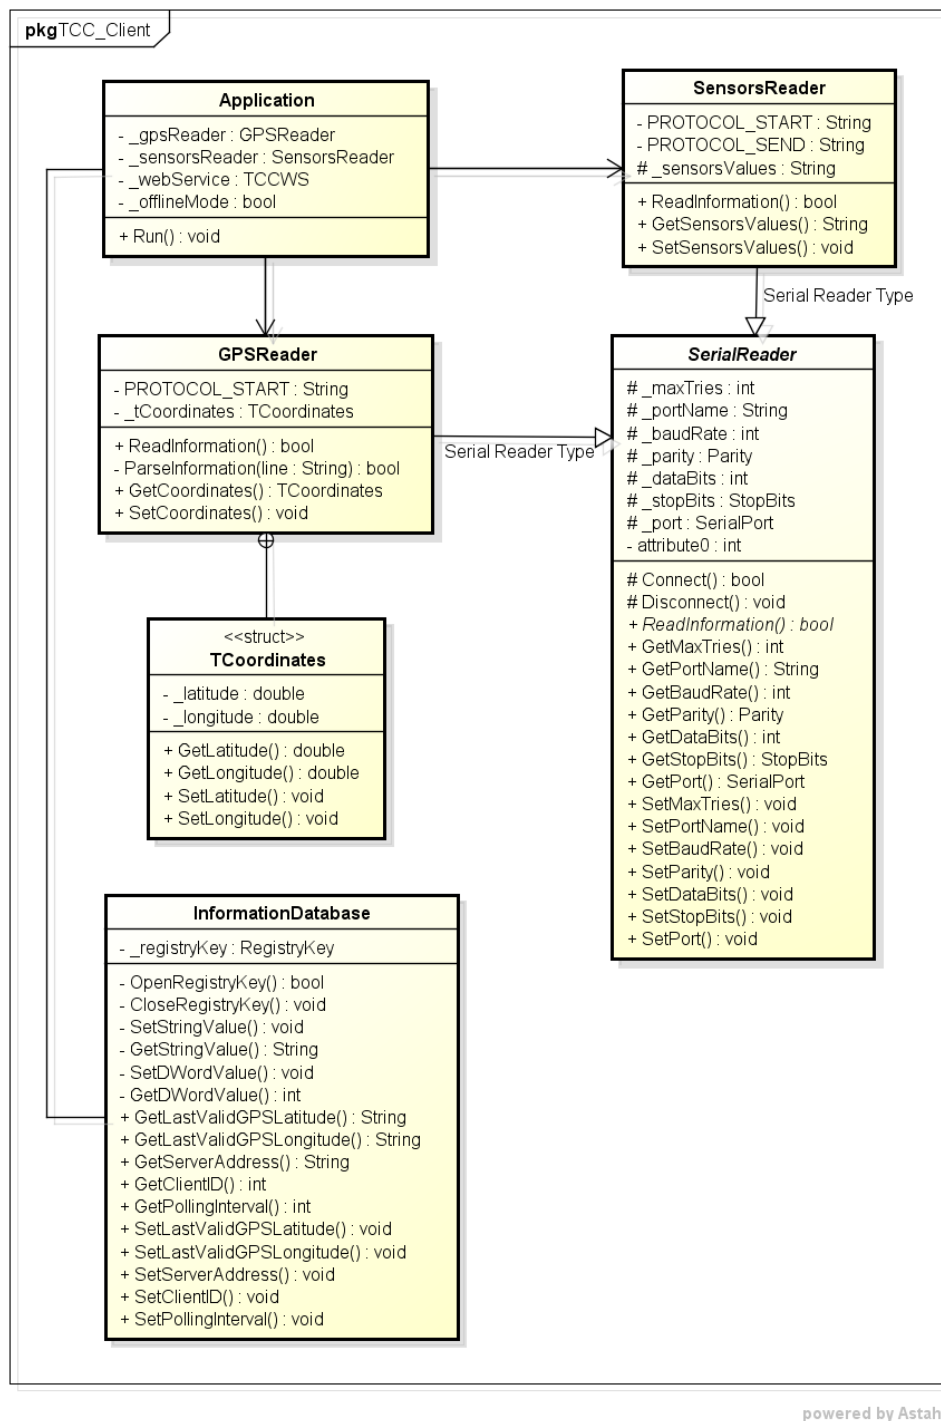 pkg TCC_Client
Application
- _gpsReader : GPSReader
- _sensorsReader : SensorsReader
- _webService : TCCWS
- _offlineMode : bool
+ Run() : void
SensorsReader
- PROTOCOL_START : String
- PROTOCOL_SEND : String
# _sensorsValues : String
+ ReadInformation() : bool
+ GetSensorsValues() : String
+ SetSensorsValues() : void
Serial Reader Type
GPSReader
- PROTOCOL_START : String
- _tCoordinates : TCoordinates
+ ReadInformation() : bool
- ParseInformation(line : String) : bool
+ GetCoordinates() : TCoordinates
+ SetCoordinates() : void
Serial Reader Type
SerialReader
# _maxTries : int
# _portName : String
# _baudRate : int
# _parity : Parity
# _dataBits : int
# _stopBits : StopBits
# _port : SerialPort
- attribute0 : int
# Connect() : bool
# Disconnect() : void
+ ReadInformation() : bool
+ GetMaxTries() : int
+ GetPortName() : String
+ GetBaudRate() : int
+ GetParity() : Parity
+ GetDataBits() : int
+ GetStopBits() : StopBits
+ GetPort() : SerialPort
+ SetMaxTries() : void
+ SetPortName() : void
+ SetBaudRate() : void
+ SetParity() : void
+ SetDataBits() : void
+ SetStopBits() : void
+ SetPort() : void
<<struct>>
TCoordinates
- _latitude : double
- _longitude : double
+ GetLatitude() : double
+ GetLongitude() : double
+ SetLatitude() : void
+ SetLongitude() : void
InformationDatabase
- _registryKey : RegistryKey
- OpenRegistryKey() : bool
- CloseRegistryKey() : void
- SetStringValue() : void
- GetStringValue() : String
- SetDWordValue() : void
- GetDWordValue() : int
+ GetLastValidGPSLatitude() : String
+ GetLastValidGPSLongitude() : String
+ GetServerAddress() : String
+ GetClientID() : int
+ GetPollingInterval() : int
+ SetLastValidGPSLatitude() : void
+ SetLastValidGPSLongitude() : void
+ SetServerAddress() : void
+ SetClientID() : void
+ SetPollingInterval() : void
powered by Astah